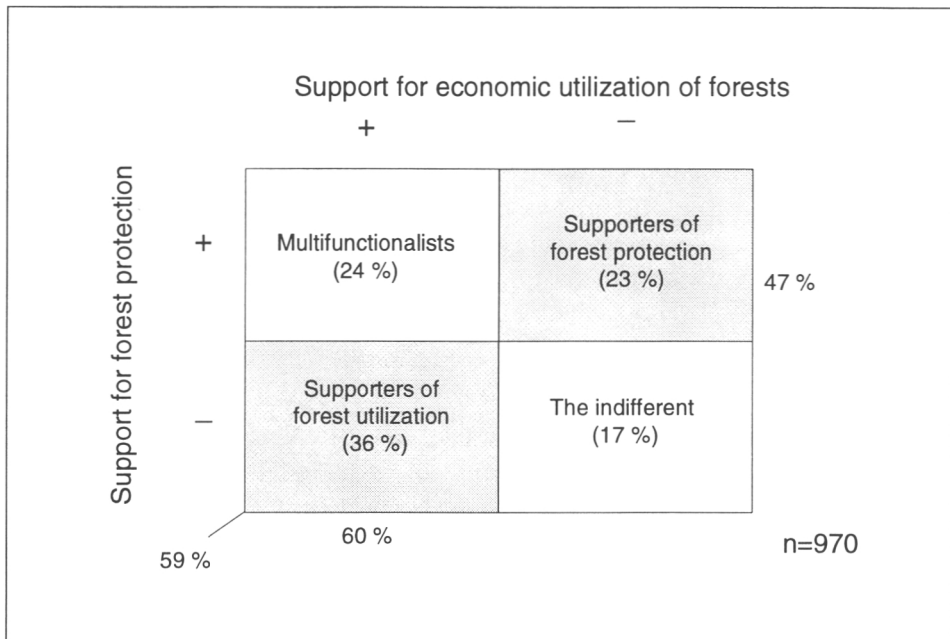 Support for economic utilization of forests
+ –
Support for forest protection
+
Multifunctionalists
(24 %)
Supporters of
forest protection
(23 %)
47 %
–
Supporters of
forest utilization
(36 %)
The indifferent
(17 %)
59 %
60 %
n=970